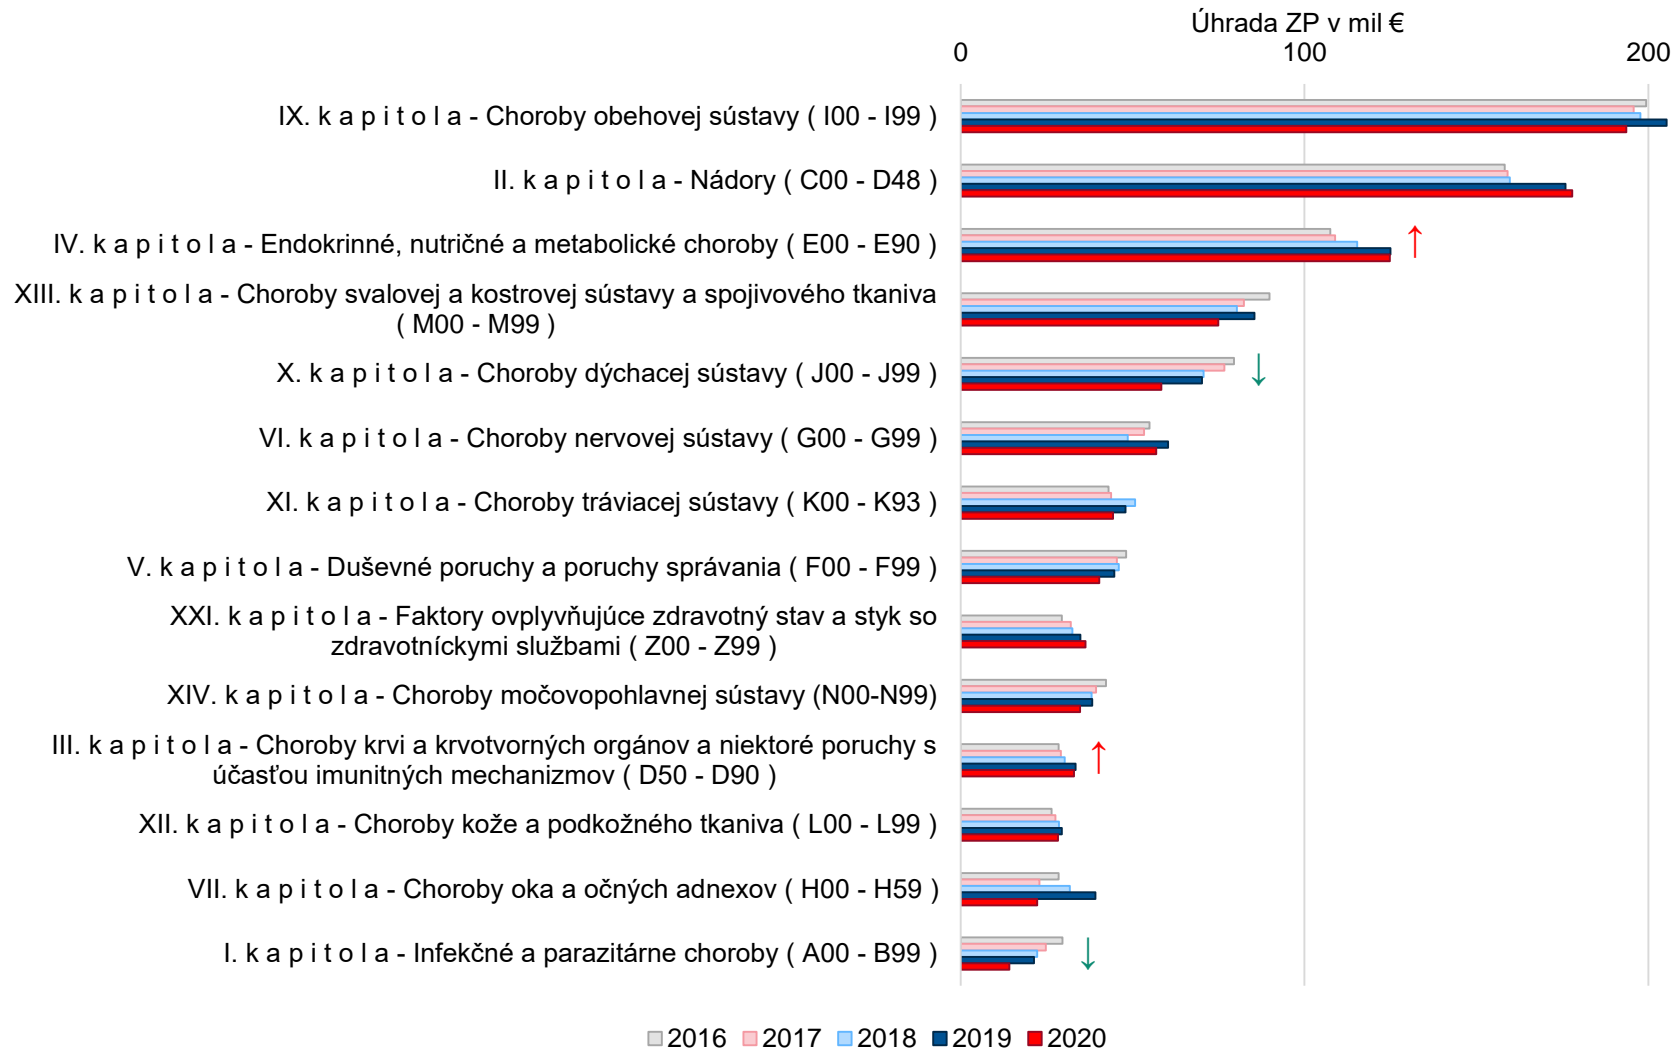 Úhrada ZP v mil €
0 100 200
IX. k a p i t o l a - Choroby obehovej sústavy ( I00 - I99 )
II. k a p i t o l a - Nádory ( C00 - D48 )
IV. k a p i t o l a - Endokrinné, nutričné a metabolické choroby ( E00 - E90 )
XIII. k a p i t o l a - Choroby svalovej a kostrovej sústavy a spojivového tkaniva
( M00 - M99 )
X. k a p i t o l a - Choroby dýchacej sústavy ( J00 - J99 )
VI. k a p i t o l a - Choroby nervovej sústavy ( G00 - G99 )
XI. k a p i t o l a - Choroby tráviacej sústavy ( K00 - K93 )
V. k a p i t o l a - Duševné poruchy a poruchy správania ( F00 - F99 )
XXI. k a p i t o l a - Faktory ovplyvňujúce zdravotný stav a styk so
zdravotníckymi službami ( Z00 - Z99 )
XIV. k a p i t o l a - Choroby močovopohlavnej sústavy (N00-N99)
III. k a p i t o l a - Choroby krvi a krvotvorných orgánov a niektoré poruchy s
účasťou imunitných mechanizmov ( D50 - D90 )
XII. k a p i t o l a - Choroby kože a podkožného tkaniva ( L00 - L99 )
VII. k a p i t o l a - Choroby oka a očných adnexov ( H00 - H59 )
I. k a p i t o l a - Infekčné a parazitárne choroby ( A00 - B99 )
2016 2017 2018 2019 2020